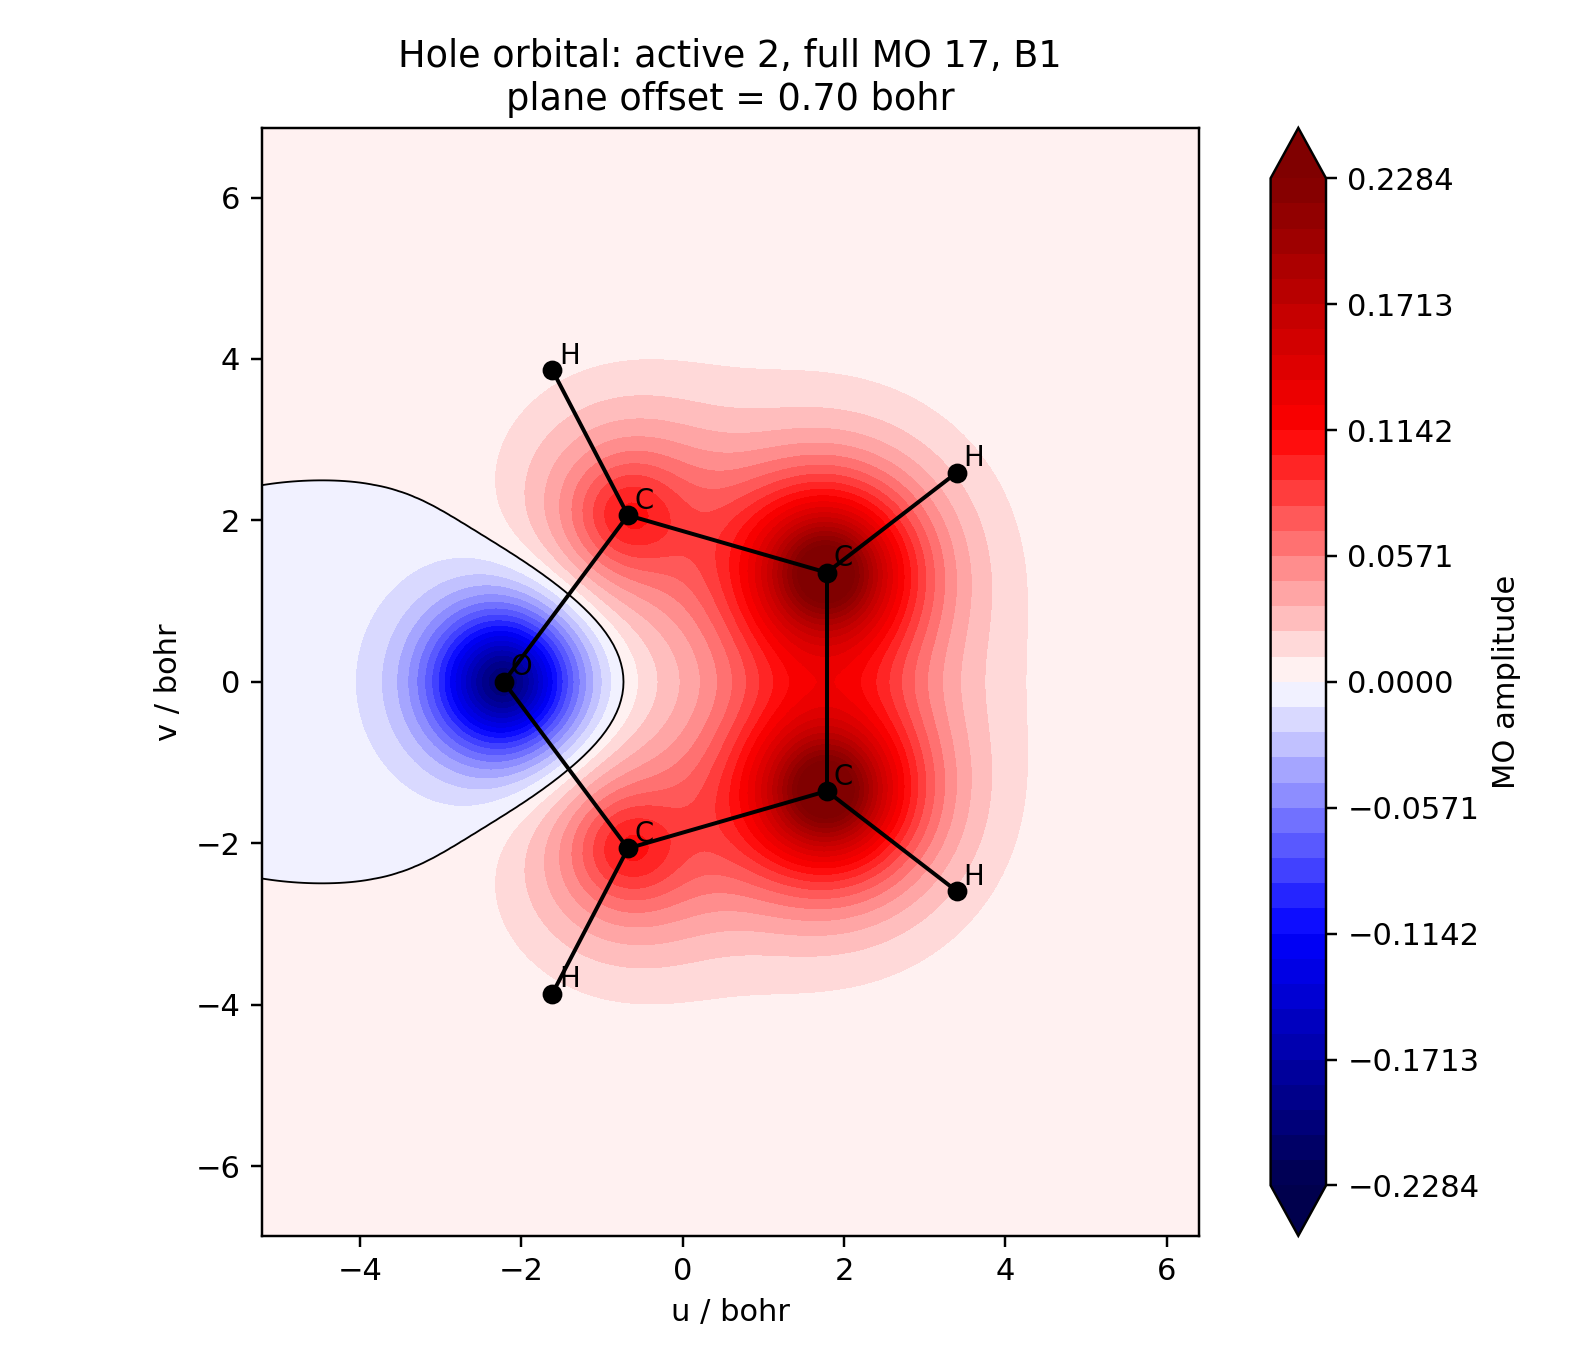 Hole orbital: active 2, full MO 17, B1
plane offset = 0.70 bohr
6
4
2
0
−2
−4
−6
v / bohr
−4
−2
0
2
4
6
u / bohr
H
H
C
C
O
C
C
H
H
0.2284
0.1713
0.1142
0.0571
0.0000
−0.0571
−0.1142
−0.1713
−0.2284
MO amplitude